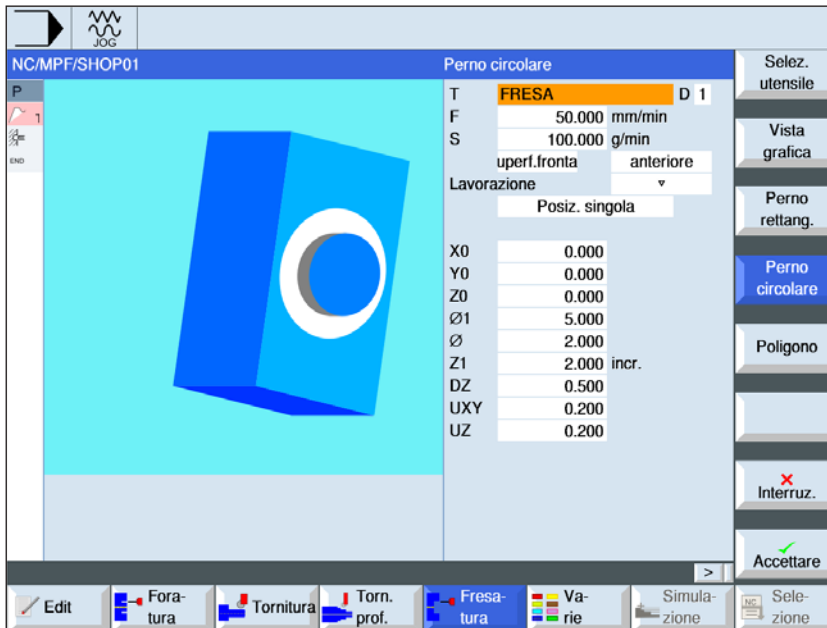 JOG
NC/MPF/SHOP01
Perno circolare
P
1
END
T FRESA D 1
F 50.000 mm/min
S 100.000 g/min
uperf.fronta anteriore
Lavorazione ▿
Posiz. singola
X0 0.000
Y0 0.000
Z0 0.000
Ø1 5.000
Ø 2.000
Z1 2.000 incr.
DZ 0.500
UXY 0.200
UZ 0.200
Selez.
utensile
Vista
grafica
Perno
rettang.
Perno
circolare
Poligono
Interruz.
Accettare
>
Edit
Fora-
tura
Tornitura
Torn.
prof.
Fresa-
tura
Va-
rie
Simula-
zione
NC
Sele-
zione